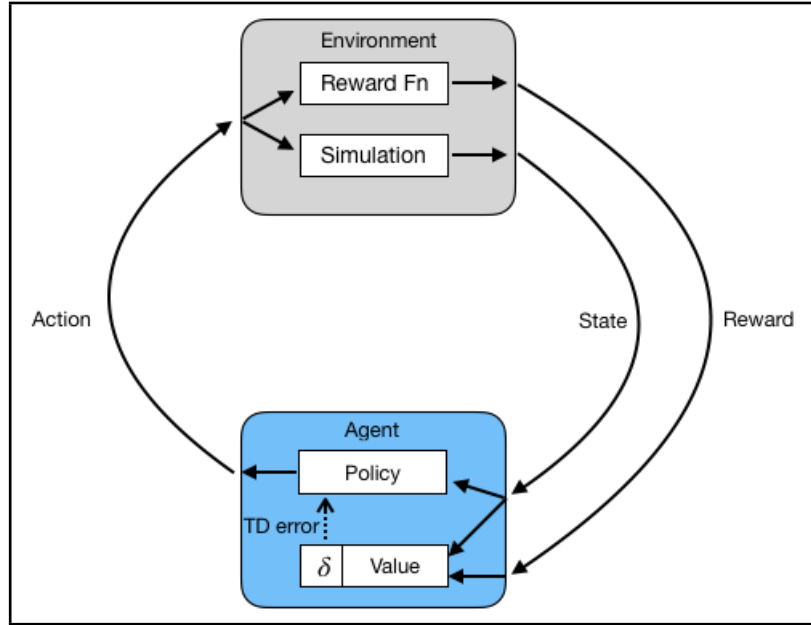 Environment
Reward Fn
Simulation
Action
State
Reward
Agent
Policy
TD error
δ Value